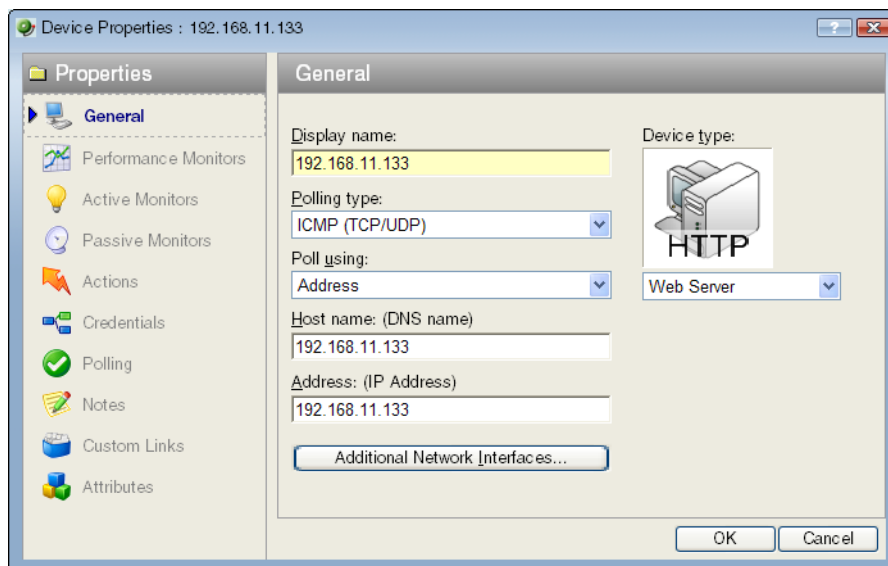 Device Properties : 192.168.11.133
Properties
General
Performance Monitors
Active Monitors
Passive Monitors
Actions
Credentials
Polling
Notes
Custom Links
Attributes
General
Display name:
192.168.11.133
Polling type:
ICMP (TCP/UDP)
Poll using:
Address
Host name: (DNS name)
192.168.11.133
Address: (IP Address)
192.168.11.133
Additional Network Interfaces...
Device type:
HTTP
Web Server
OK
Cancel